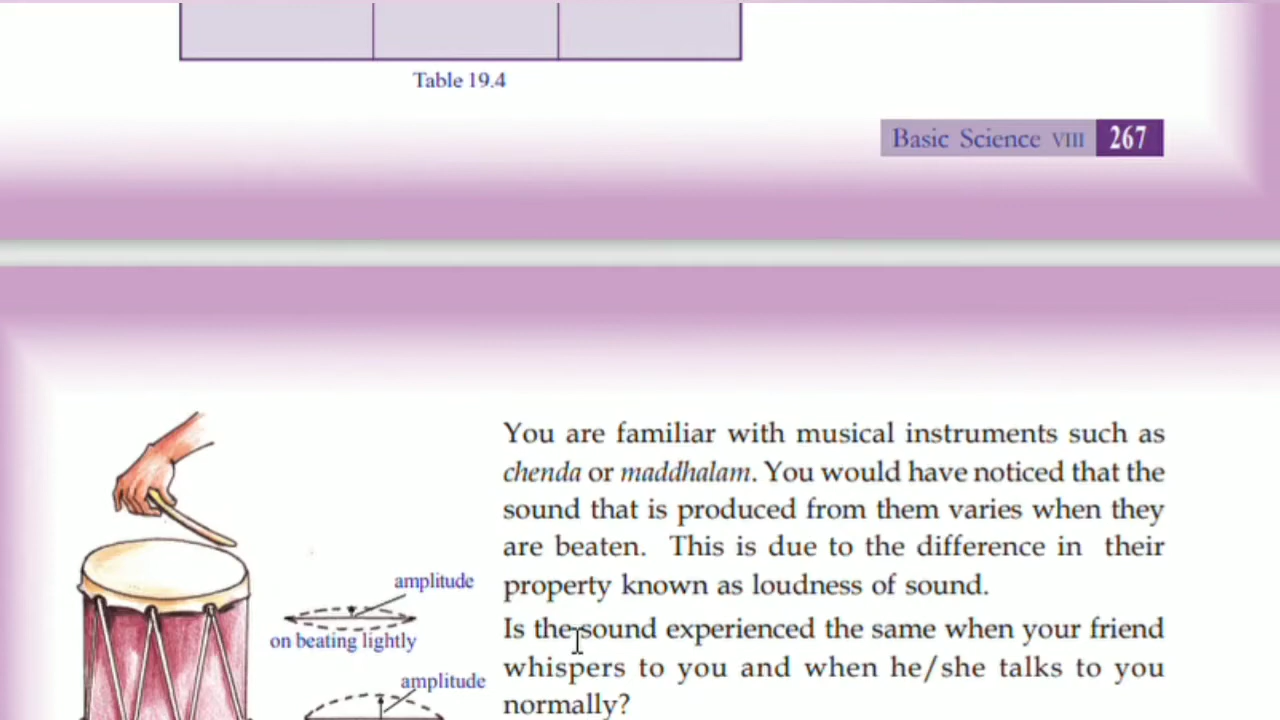 Table 19.4
Basic Science VIII 267
You are familiar with musical instruments such as
chenda or maddhalam. You would have noticed that the
sound that is produced from them varies when they
are beaten. This is due to the difference in their
property known as loudness of sound.
amplitude
on beating lightly
amplitude
Is the sound experienced the same when your friend
whispers to you and when he/she talks to you
normally?